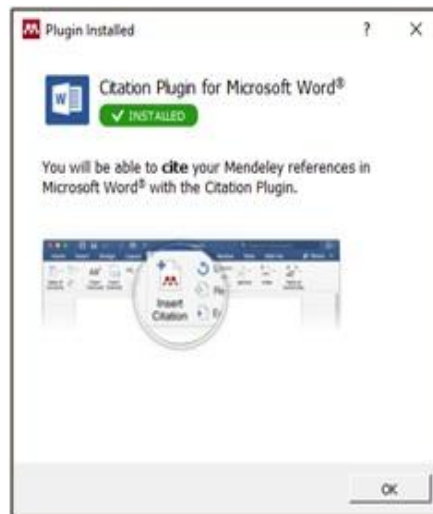 Plugin Installed
? 
Citation Plugin for Microsoft Word®
✓ INSTALLED
You will be able to cite your Mendeley references in
Microsoft Word® with the Citation Plugin.
Insert
Citation
OK